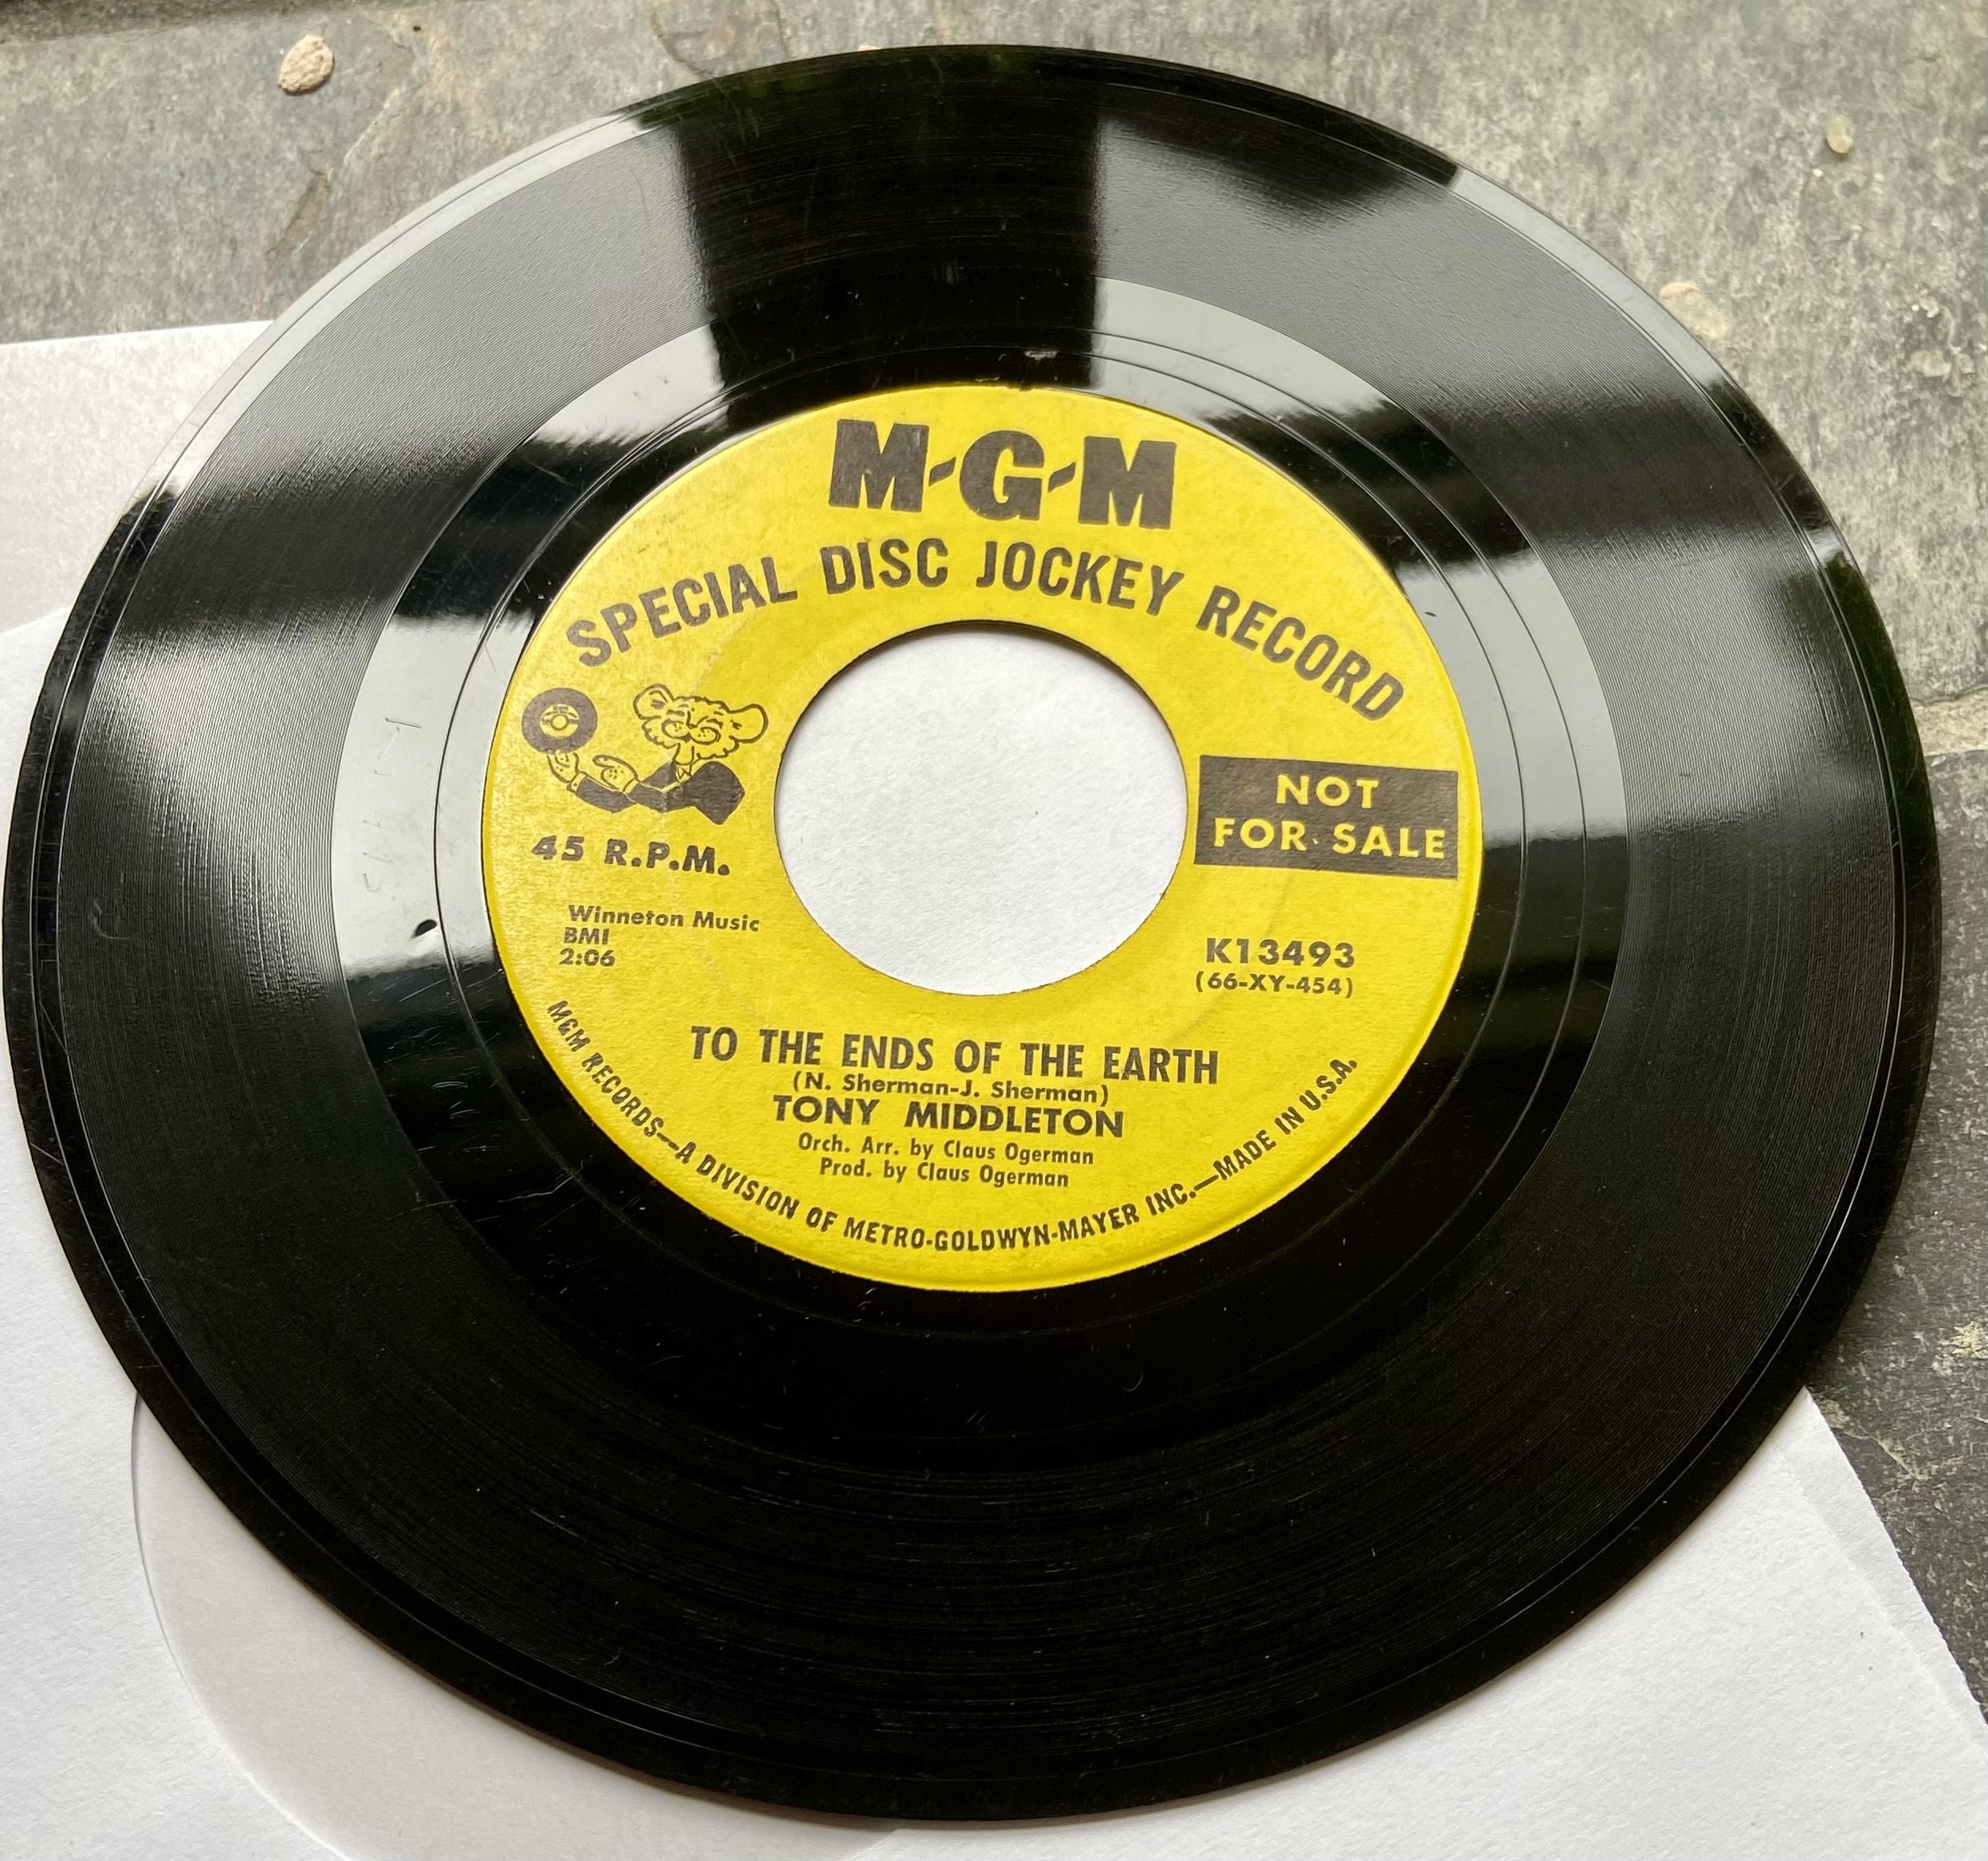 M-G-M
SPECIAL DISC JOCKEY RECORD
NOT
FOR SALE
45 R.P.M.
Winneton Music
BMI
2:06
K13493
(66-XY-454)
TO THE ENDS OF THE EARTH
(N. Sherman-J. Sherman)
TONY MIDDLETON
Orch. Arr. by Claus Ogerman
Prod. by Claus Ogerman
MGM RECORDS—A DIVISION OF METRO-GOLDWYN-MAYER INC.—MADE IN U.S.A.